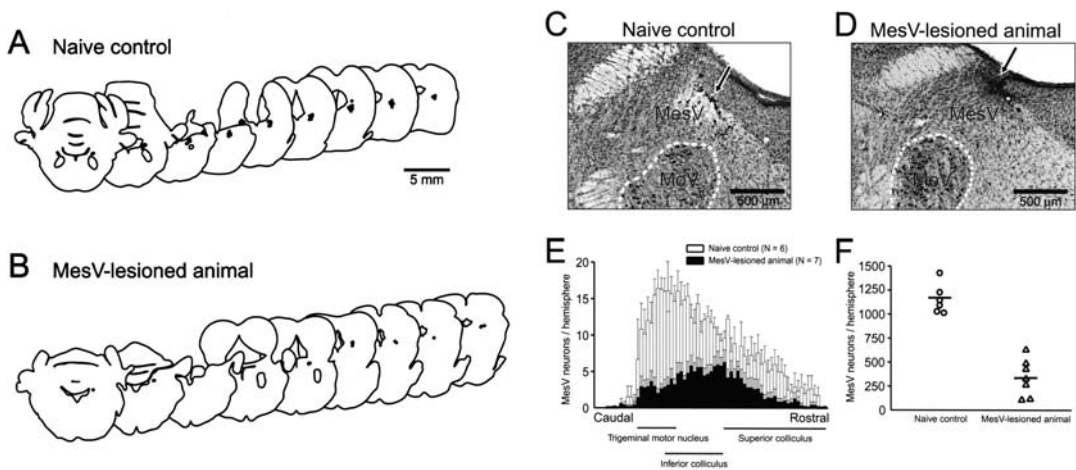 A Naive control
5 mm
B MesV-lesioned animal
C Naive control
MesV
MoV
500 µm
D MesV-lesioned animal
MesV
MoV
500 µm
E
Naive control (N = 6)
MesV-lesioned animal (N = 7)
MesV neurons / hemisphere
20
15
10
5
0
Caudal Rostral
Trigeminal motor nucleus Superior colliculus
Inferior colliculus
F
MesV neurons / hemisphere
1500
1250
1000
750
500
250
0
Naive control MesV-lesioned animal